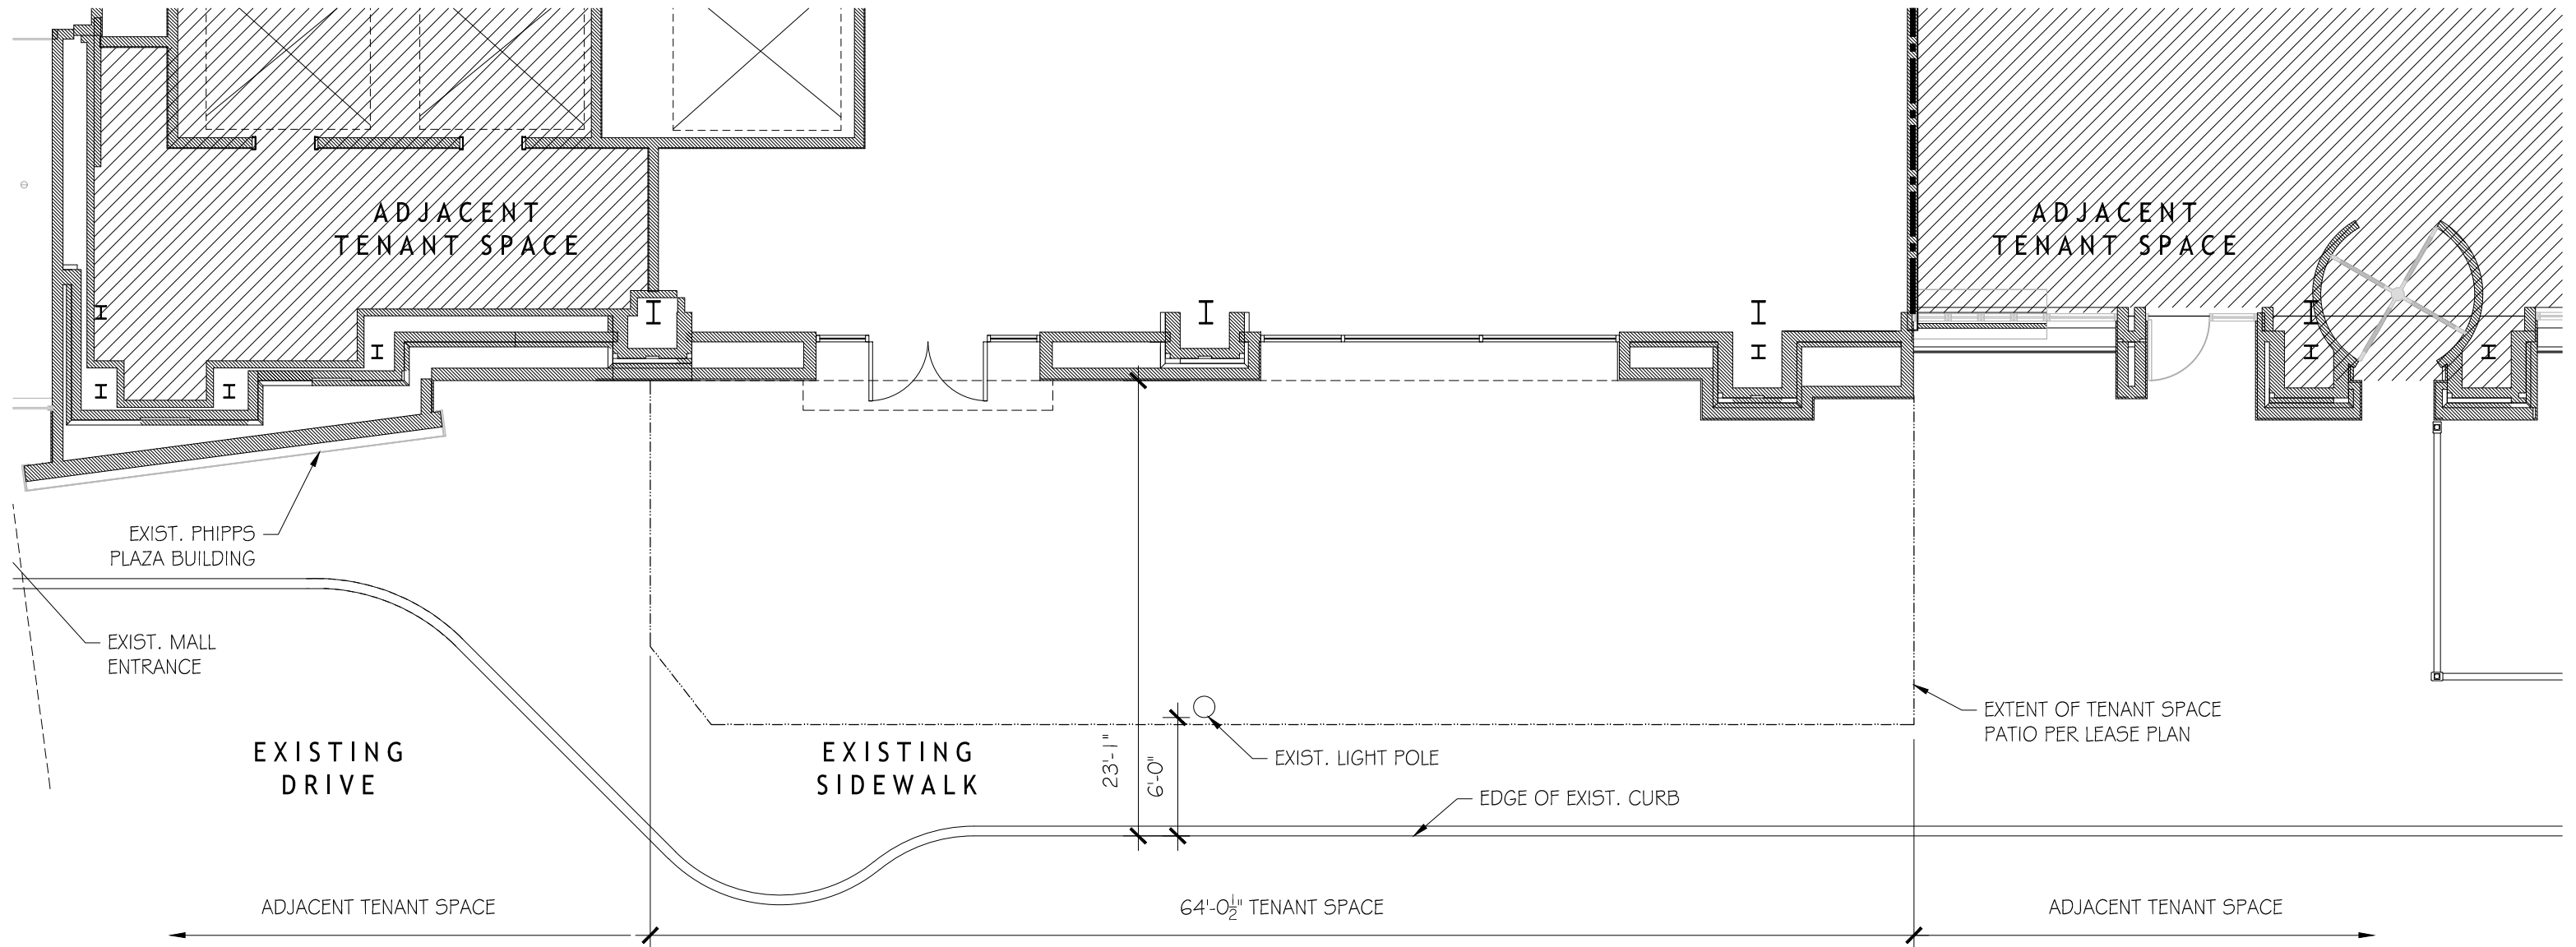 ADJACENT
TENANT SPACE
ADJACENT
TENANT SPACE
EXIST. PHIPPS
PLAZA BUILDING
EXIST. MALL
ENTRANCE
EXISTING
DRIVE
EXISTING
SIDEWALK
23'-1"
6'-0"
EXIST. LIGHT POLE
EDGE OF EXIST. CURB
EXTENT OF TENANT SPACE
PATIO PER LEASE PLAN
ADJACENT TENANT SPACE
64'-0½" TENANT SPACE
ADJACENT TENANT SPACE